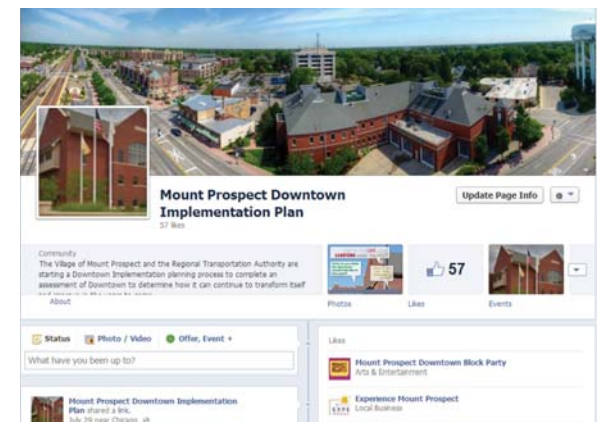 Mount Prospect Downtown
Implementation Plan
57 likes
Update Page Info
Community
The Village of Mount Prospect and the Regional Transportation Authority are
starting a Downtown Implementation planning process to complete an
assessment of Downtown to determine how it can continue to transform itself
About
57
Photos
Likes
Events
Status
Photo / Video
Offer, Event +
What have you been up to?
Mount Prospect Downtown Implementation
Plan shared a link.
July 29 near Chicago,
Likes
Mount Prospect Downtown Block Party
Arts & Entertainment
Experience Mount Prospect
Local Business